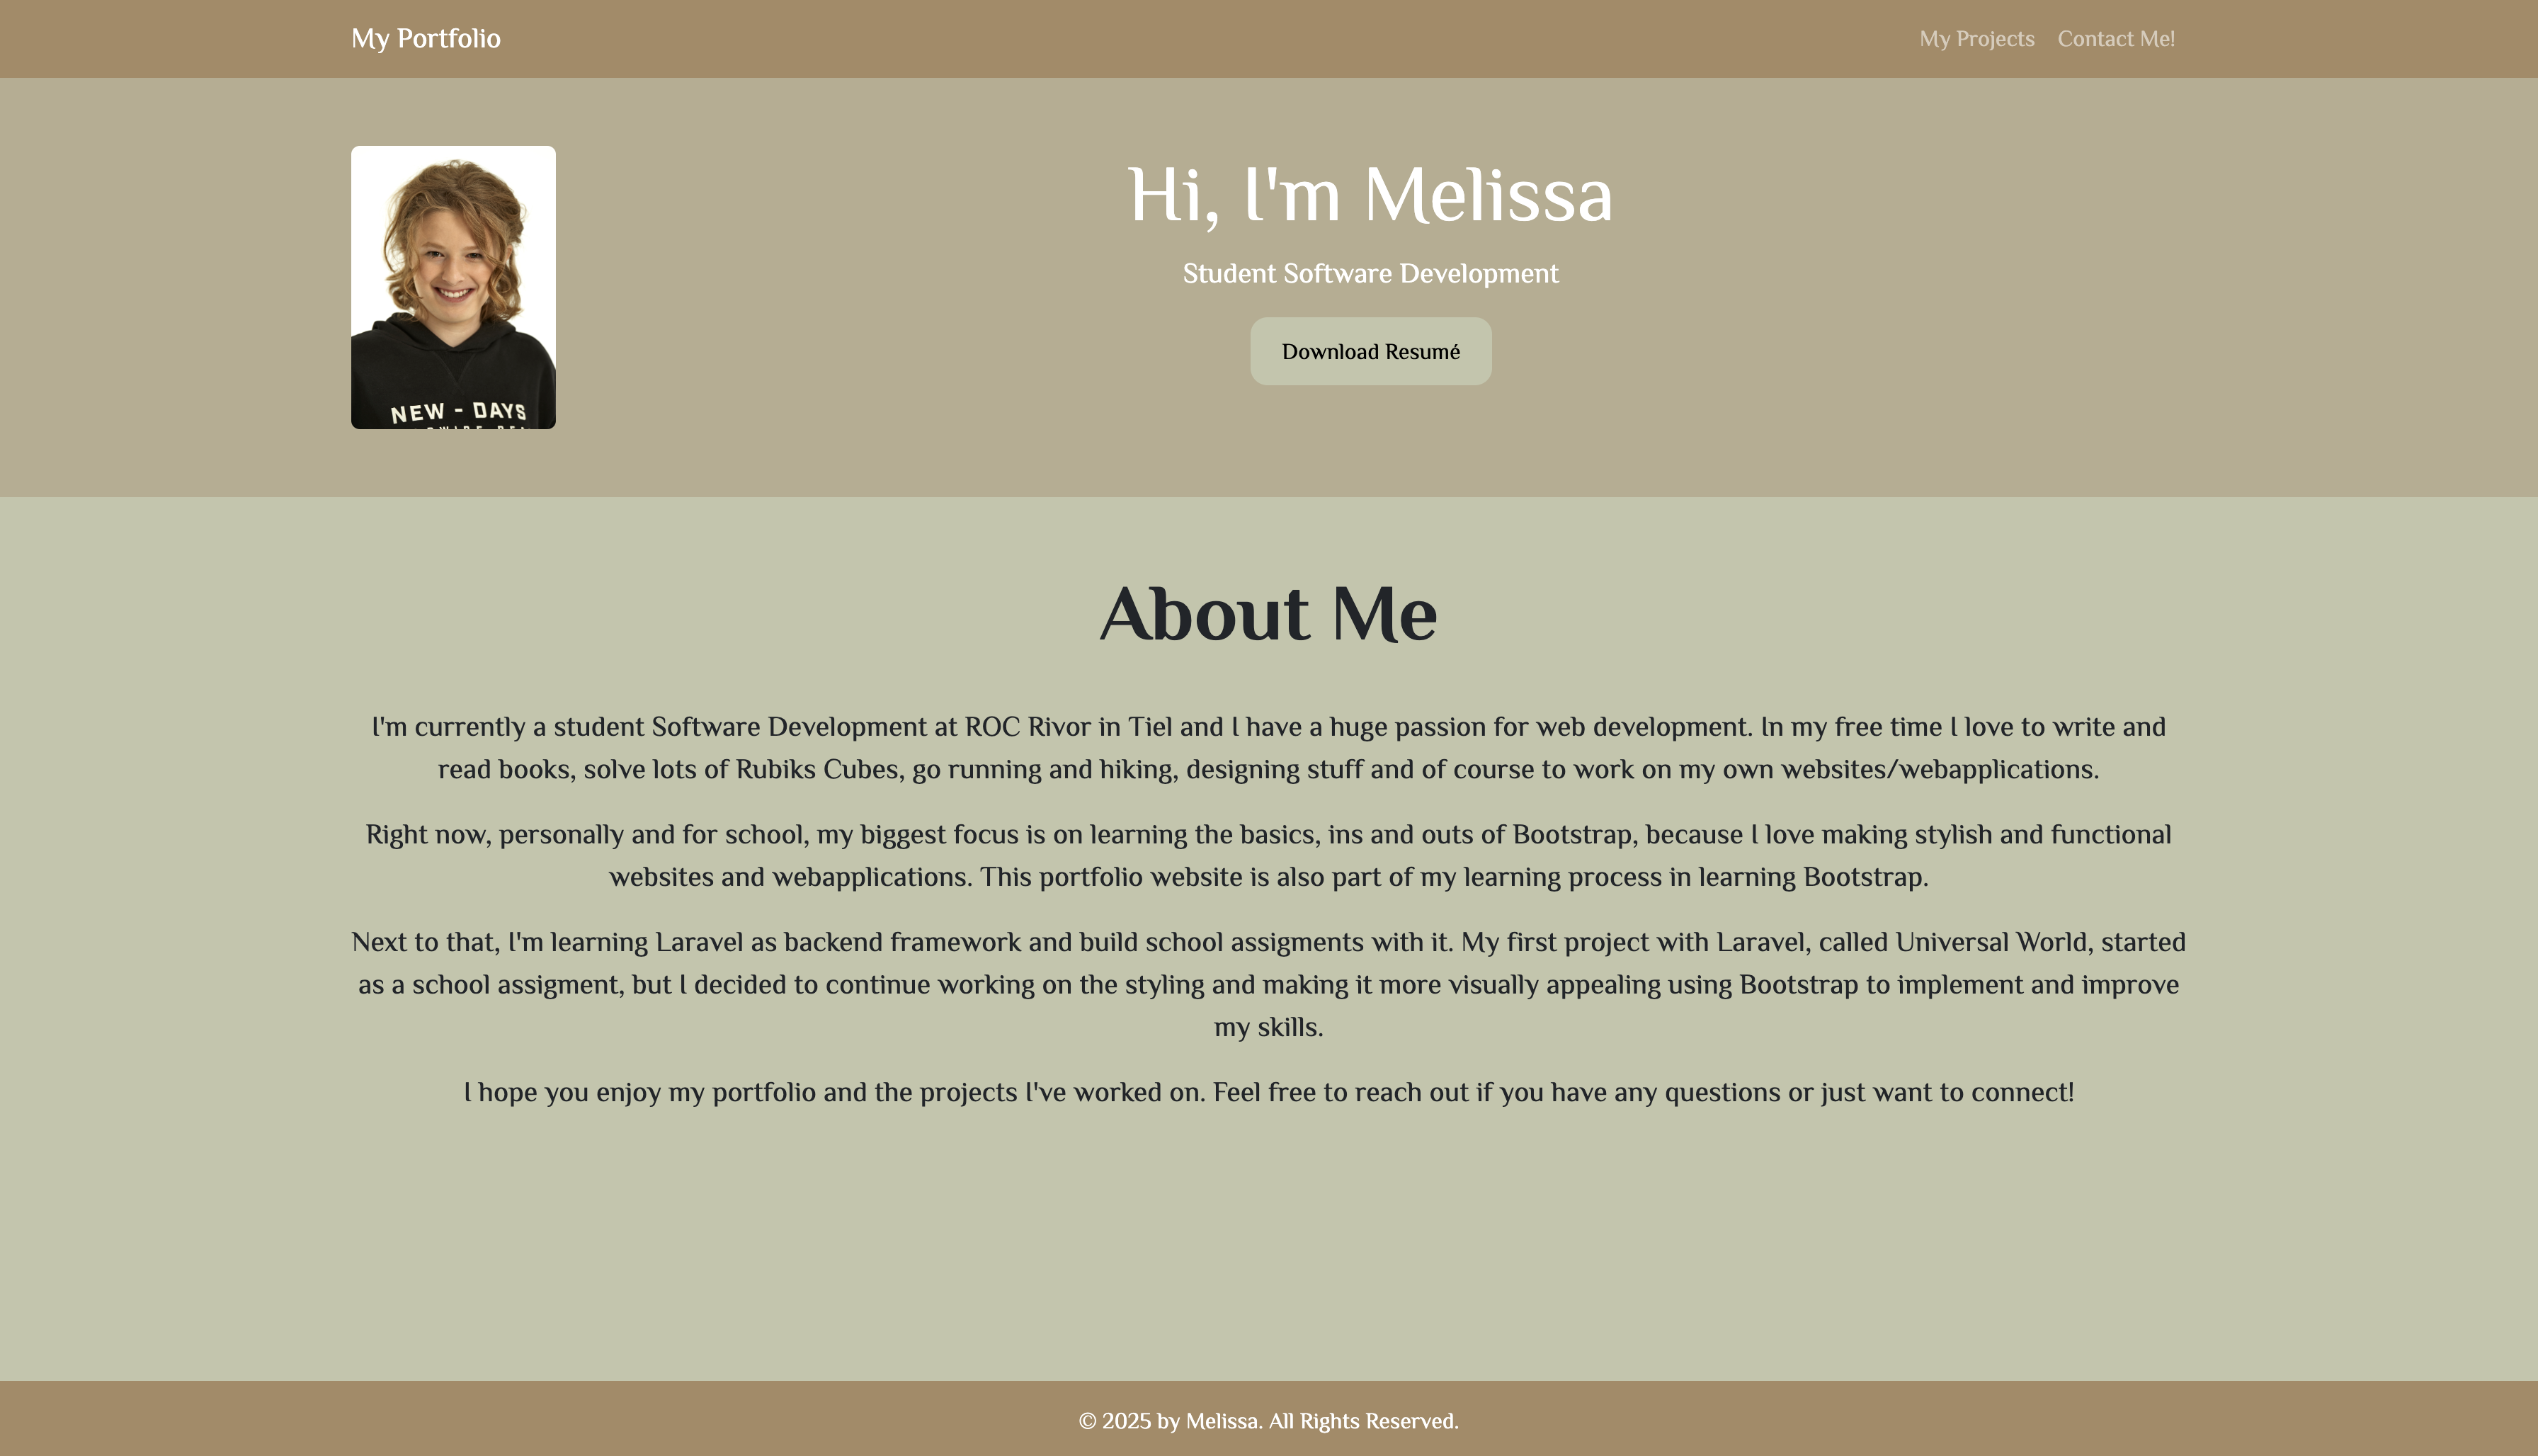 My Portfolio
My Projects Contact Me!
Hi, I'm Melissa
Student Software Development
Download Resumé
NEW - DAYS
About Me
I'm currently a student Software Development at ROC Rivor in Tiel and I have a huge passion for web development. In my free time I love to write and
read books, solve lots of Rubiks Cubes, go running and hiking, designing stuff and of course to work on my own websites/webapplications.
Right now, personally and for school, my biggest focus is on learning the basics, ins and outs of Bootstrap, because I love making stylish and functional
websites and webapplications. This portfolio website is also part of my learning process in learning Bootstrap.
Next to that, I'm learning Laravel as backend framework and build school assigments with it. My first project with Laravel, called Universal World, started
as a school assigment, but I decided to continue working on the styling and making it more visually appealing using Bootstrap to implement and improve
my skills.
I hope you enjoy my portfolio and the projects I've worked on. Feel free to reach out if you have any questions or just want to connect!
© 2025 by Melissa. All Rights Reserved.